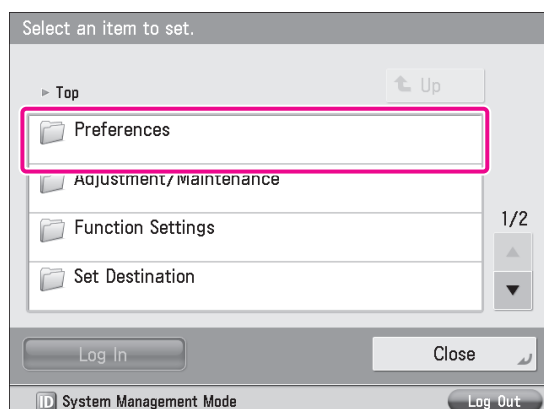 Select an item to set.
Top
Up
Preferences
Adjustment/Maintenance
Function Settings
Set Destination
1/2
Log In
Close
ID System Management Mode
Log Out